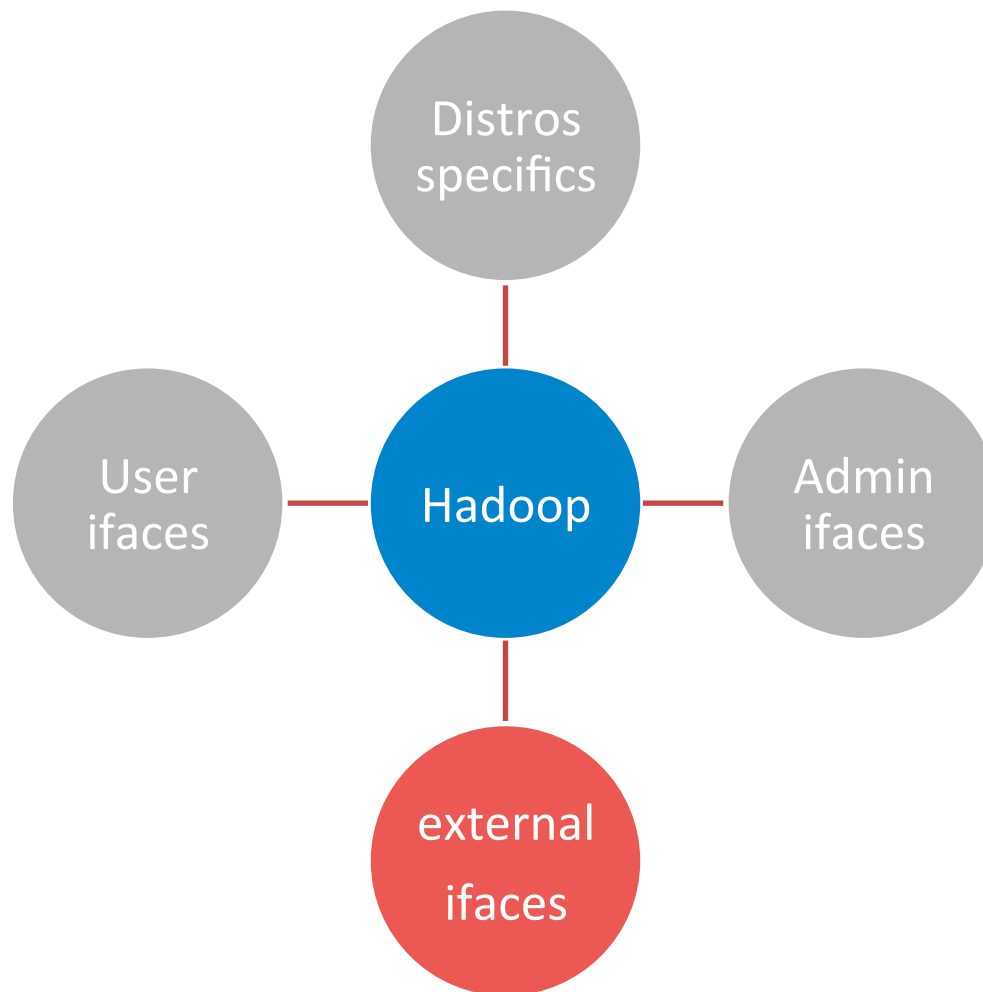 Distros
specifics
User
ifaces
Hadoop
Admin
ifaces
external
ifaces